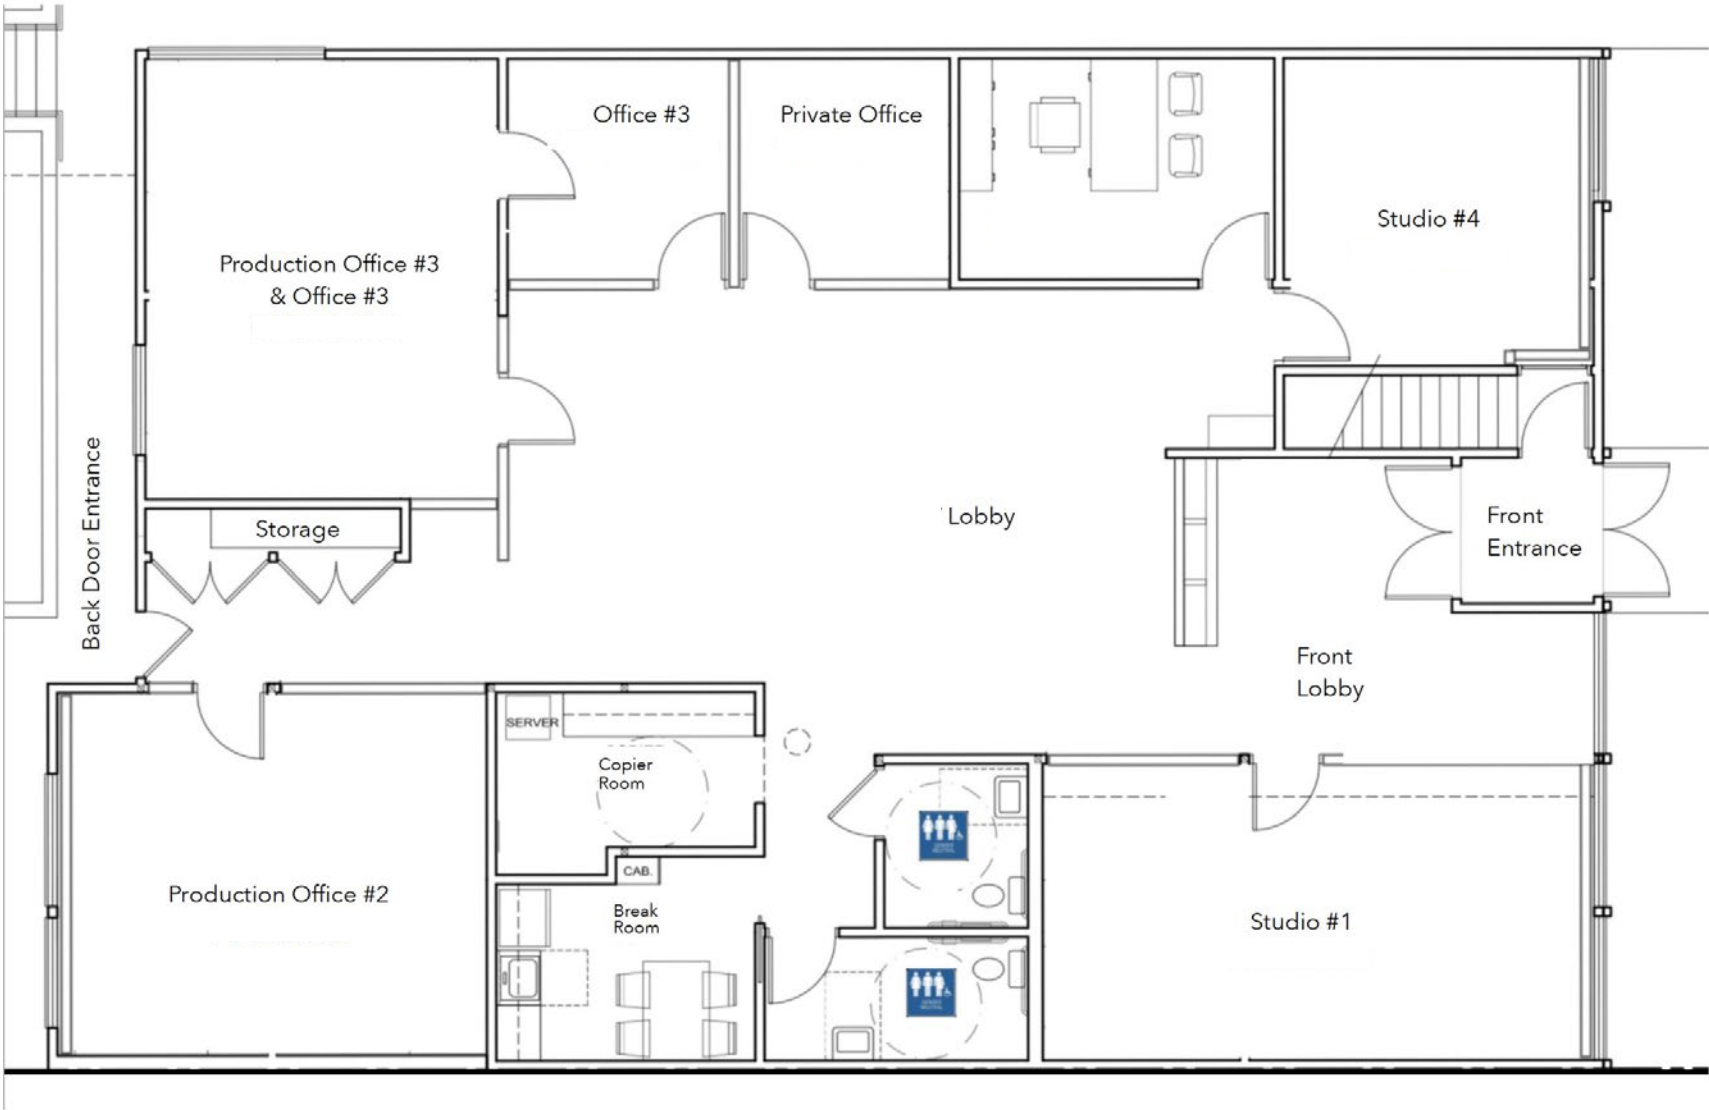 Office #3
Private Office
Studio #4
Production Office #3
& Office #3
Back Door Entrance
Storage
Lobby
Front
Entrance
Front
Lobby
SERVER
Copier
Room
CAB.
Break
Room
Production Office #2
Studio #1